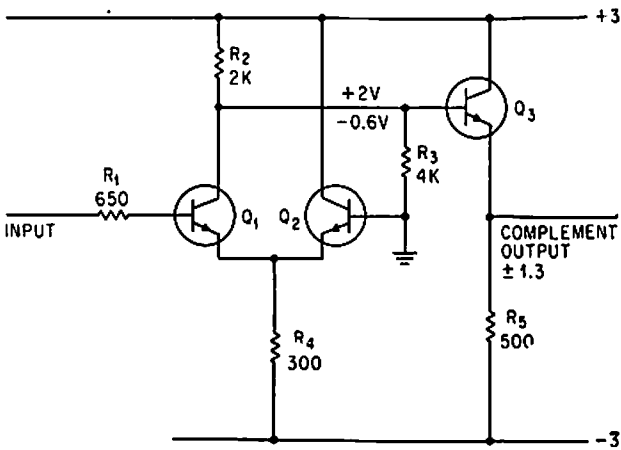 +3
R2
2K
+2V
-0.6V
Q3
R3
4K
R1
650
Q1
Q2
INPUT
COMPLEMENT
OUTPUT
± 1.3
R4
300
R5
500
-3